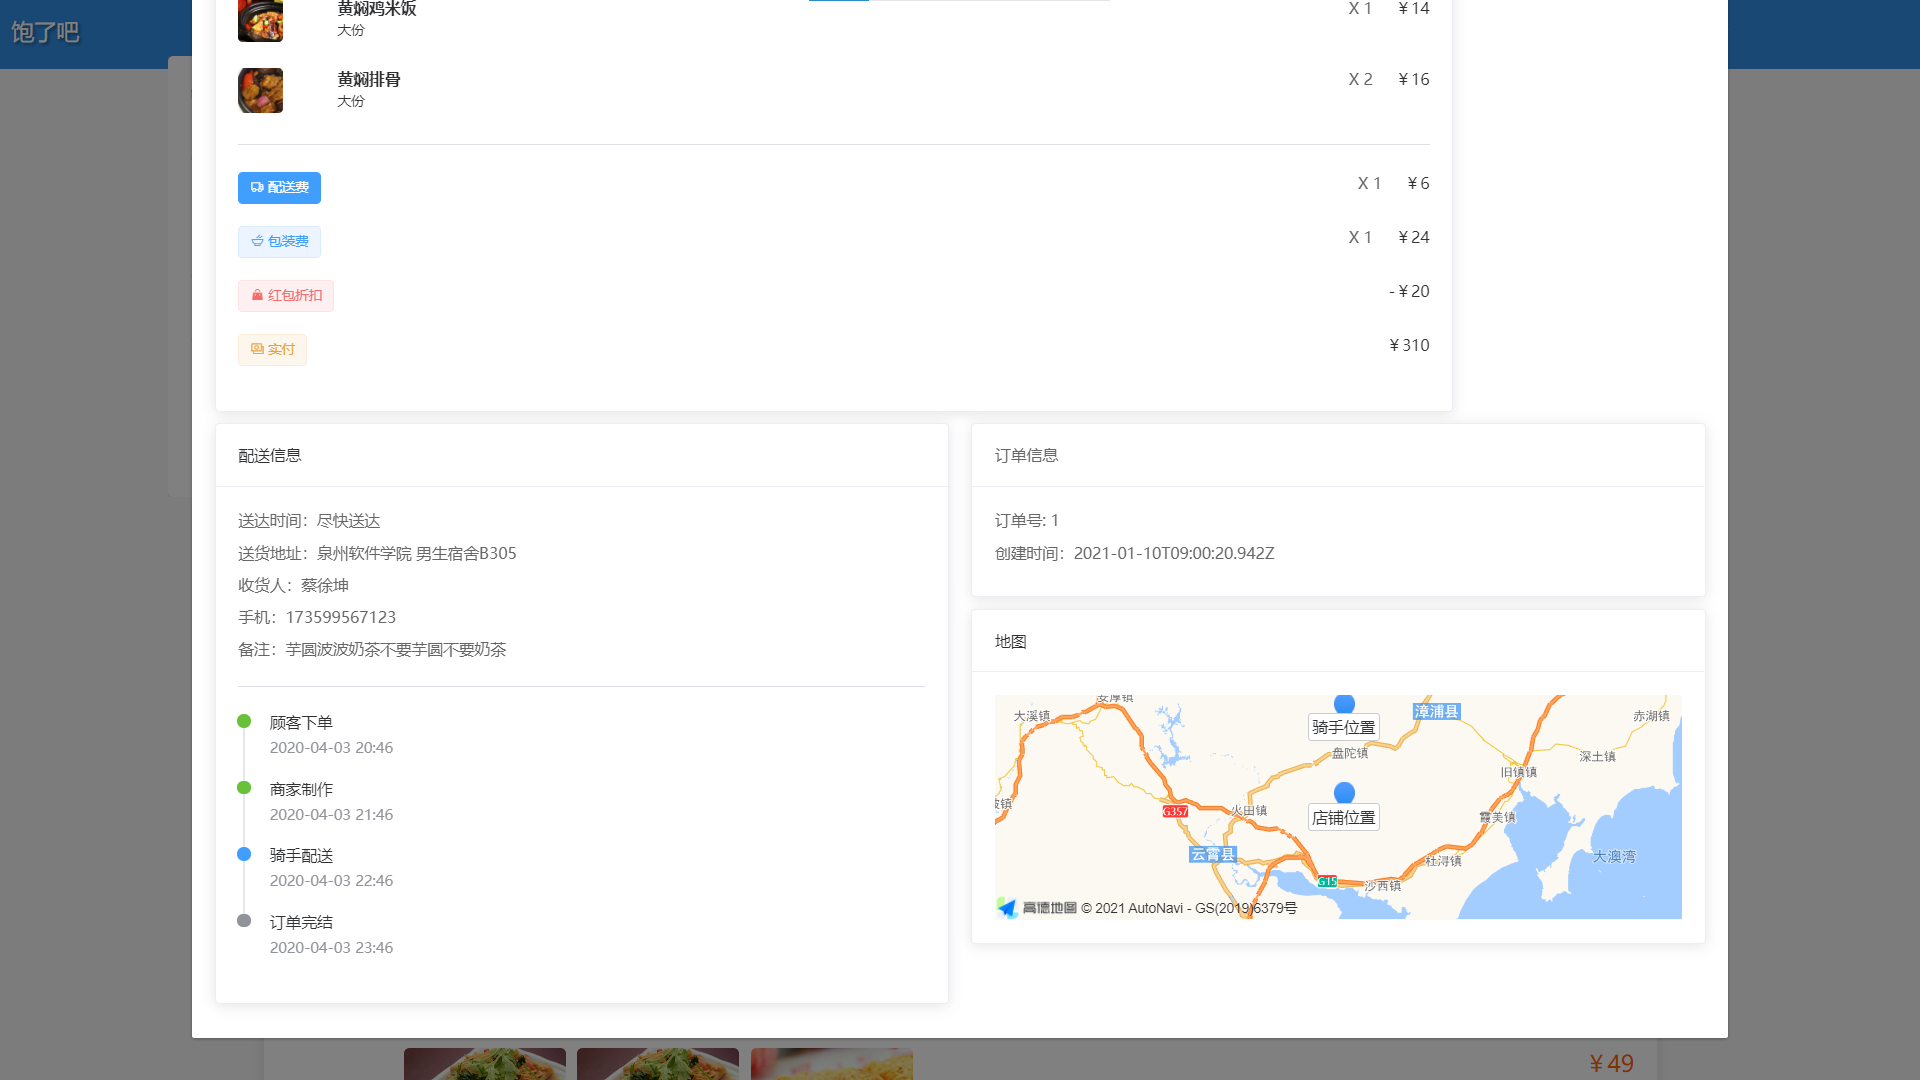 饱了吧
黄焖鸡米饭
X 1 ¥ 14
大份
黄焖排骨
X 2 ¥ 16
大份
配送费
X 1 ¥ 6
包装费
X 1 ¥ 24
红包折扣
- ¥ 20
实付
¥ 310
配送信息
送达时间：尽快送达
送货地址：泉州软件学院 男生宿舍B305
收货人：蔡徐坤
手机：173599567123
备注：芋圆波波奶茶不要芋圆不要奶茶
顾客下单
2020-04-03 20:46
商家制作
2020-04-03 21:46
骑手配送
2020-04-03 22:46
订单完结
2020-04-03 23:46
订单信息
订单号: 1
创建时间：2021-01-10T09:00:20.942Z
地图
大溪镇
骑手位置
漳浦县
赤湖镇
盘陀镇
深土镇
旧镇镇
G357
火田镇
店铺位置
霞美镇
云霄县
杜浔镇
大澳湾
G15
沙西镇
高德地图 © 2021 AutoNavi - GS(2019)6379号
¥ 49